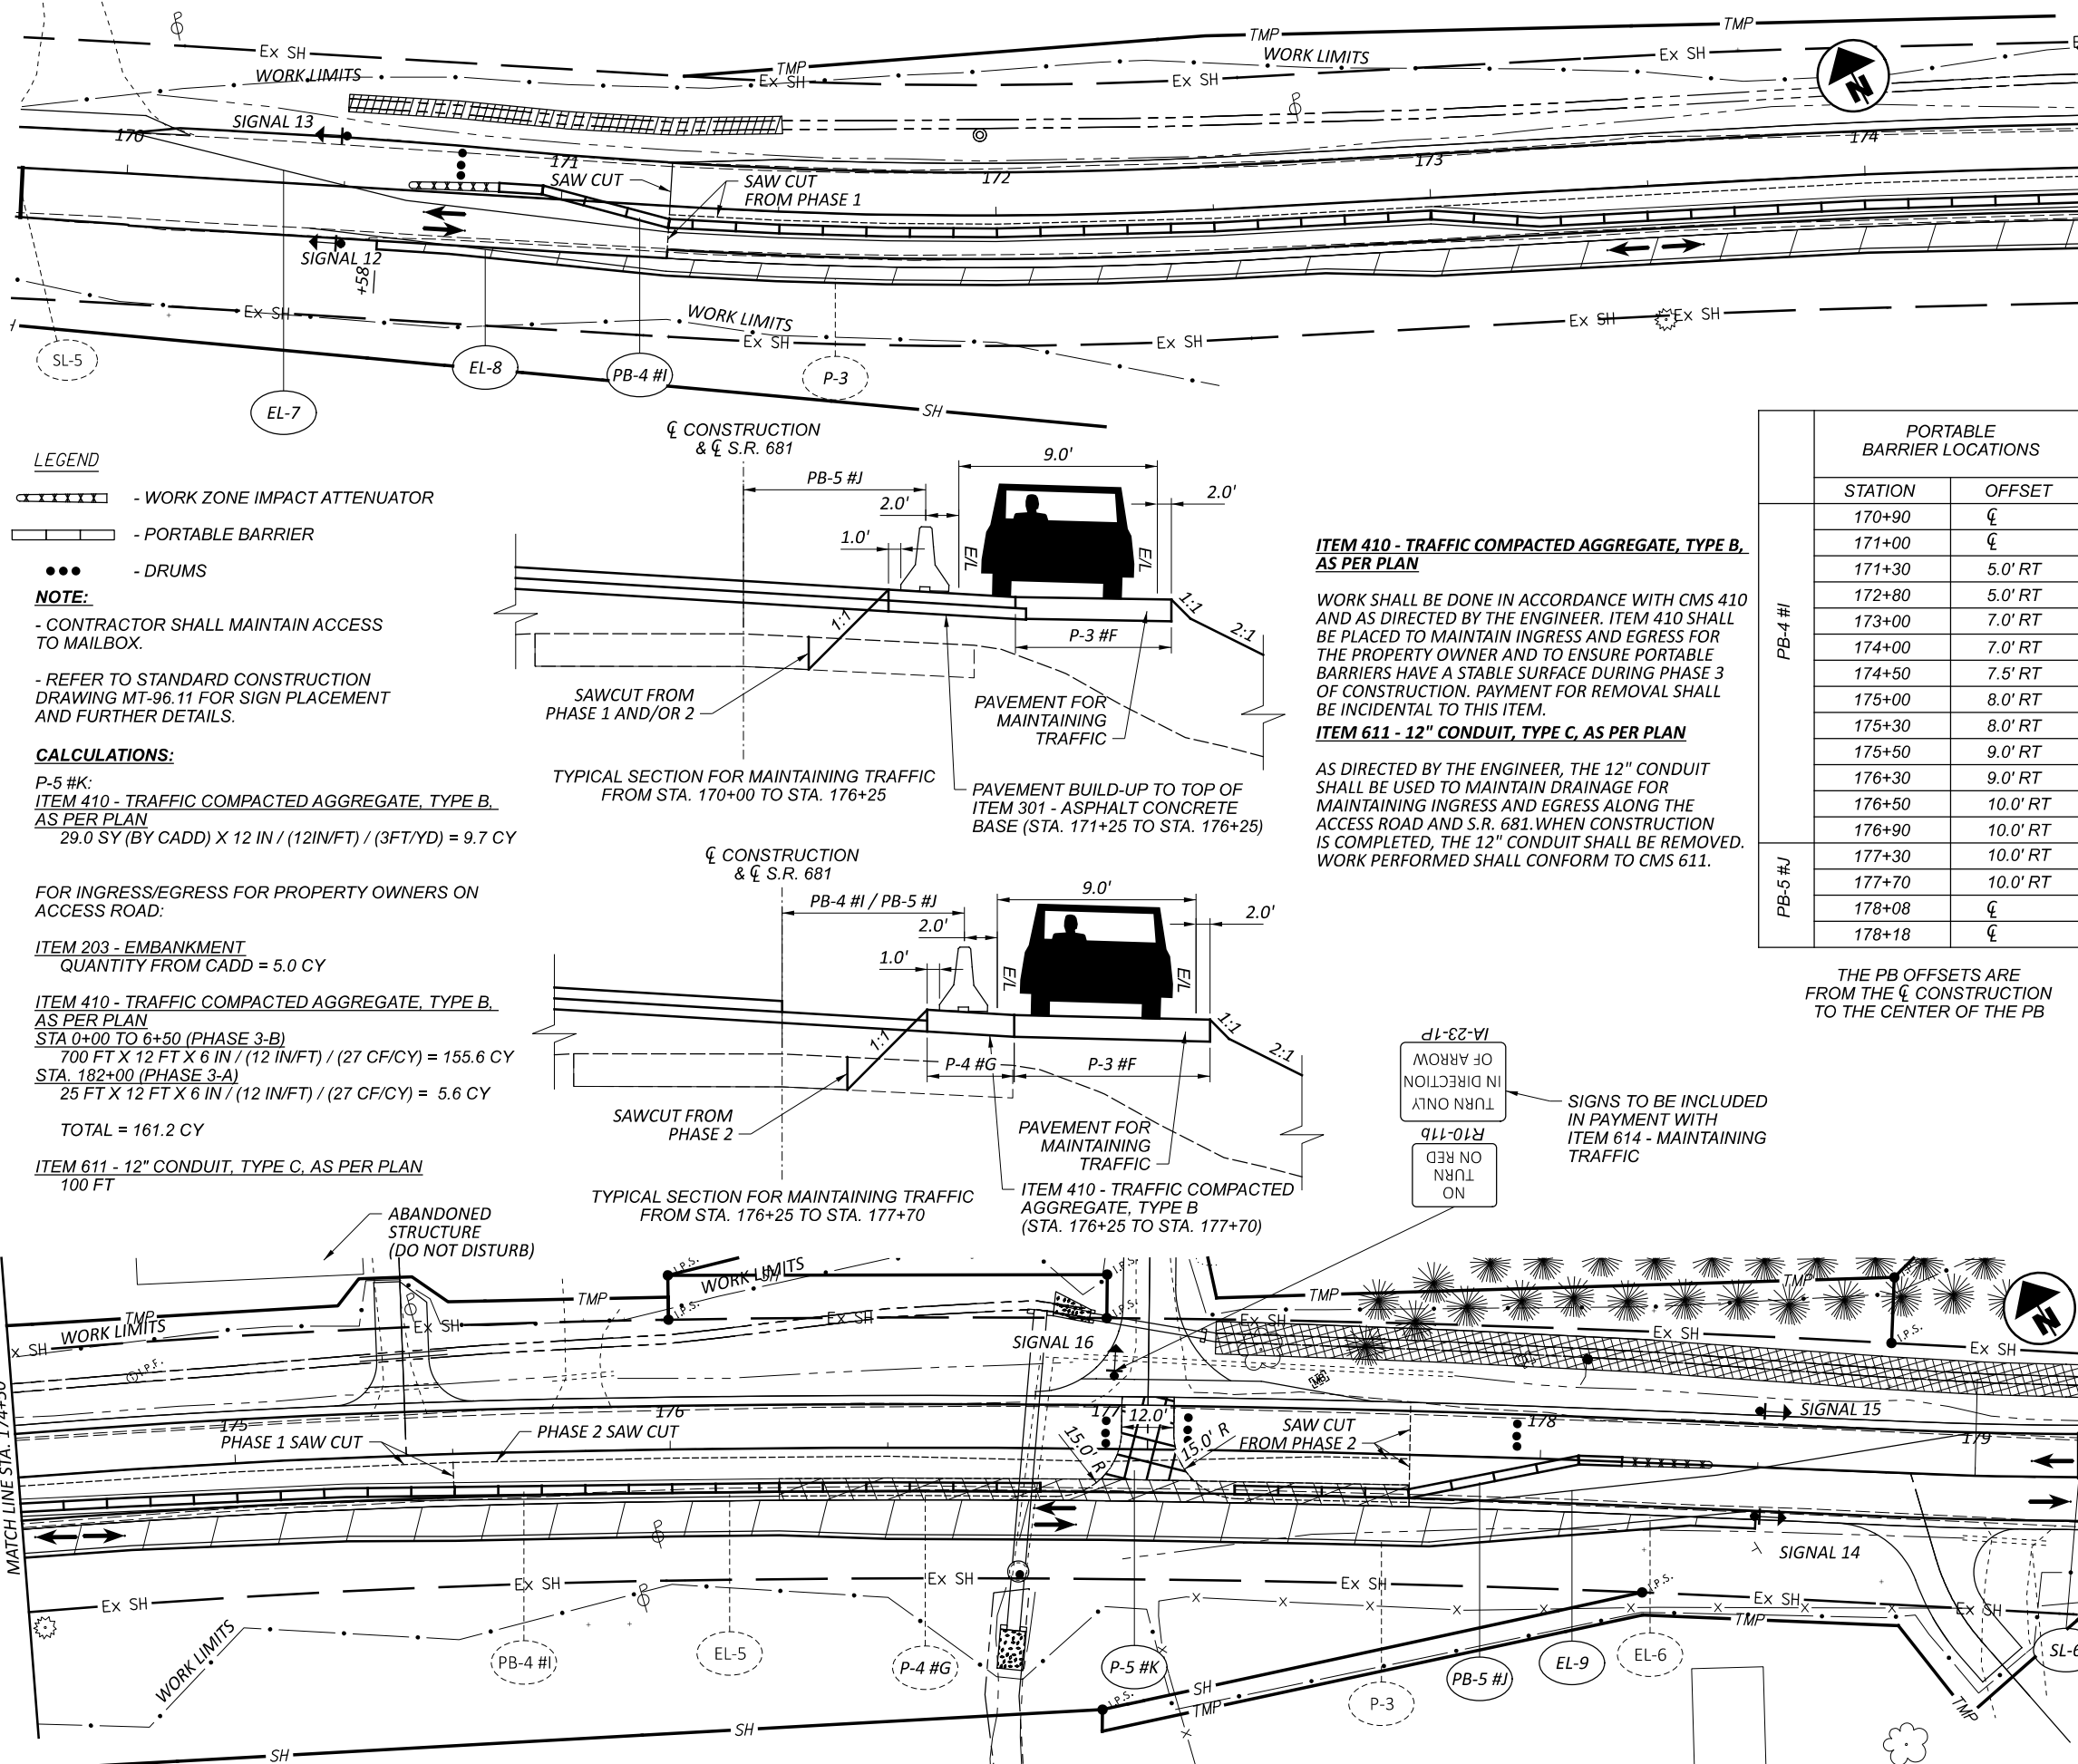 TMP
TMP
TMP
Ex SH
Ex SH
Ex SH
Ex SH
WORK LIMITS
WORK LIMITS
N
SIGNAL 13
170
171
172
173
174
SAW CUT
SAW CUT
FROM PHASE 1
SIGNAL 12
+58
Ex SH
Ex SH
Ex SH
Ex SH
Ex SH
WORK LIMITS
SL-5
EL-7
EL-8
PB-4 #I
P-3
SH
LEGEND
- WORK ZONE IMPACT ATTENUATOR
- PORTABLE BARRIER
- DRUMS
NOTE:
- CONTRACTOR SHALL MAINTAIN ACCESS
TO MAILBOX.
- REFER TO STANDARD CONSTRUCTION
DRAWING MT-96.11 FOR SIGN PLACEMENT
AND FURTHER DETAILS.
CALCULATIONS:
P-5 #K:
ITEM 410 - TRAFFIC COMPACTED AGGREGATE, TYPE B,
AS PER PLAN
29.0 SY (BY CADD) X 12 IN / (12IN/FT) / (3FT/YD) = 9.7 CY
FOR INGRESS/EGRESS FOR PROPERTY OWNERS ON
ACCESS ROAD:
ITEM 203 - EMBANKMENT
QUANTITY FROM CADD = 5.0 CY
ITEM 410 - TRAFFIC COMPACTED AGGREGATE, TYPE B,
AS PER PLAN
STA 0+00 TO 6+50 (PHASE 3-B)
700 FT X 12 FT X 6 IN / (12 IN/FT) / (27 CF/CY) = 155.6 CY
STA. 182+00 (PHASE 3-A)
25 FT X 12 FT X 6 IN / (12 IN/FT) / (27 CF/CY) = 5.6 CY
TOTAL = 161.2 CY
ITEM 611 - 12" CONDUIT, TYPE C, AS PER PLAN
100 FT
℄ CONSTRUCTION
& ℄ S.R. 681
PB-5 #J
9.0'
2.0'
2.0'
1.0'
E/L
E/L
1:1
1:1
2:1
P-3 #F
SAWCUT FROM
PHASE 1 AND/OR 2
PAVEMENT FOR
MAINTAINING
TRAFFIC
TYPICAL SECTION FOR MAINTAINING TRAFFIC
FROM STA. 170+00 TO STA. 176+25
PAVEMENT BUILD-UP TO TOP OF
ITEM 301 - ASPHALT CONCRETE
BASE (STA. 171+25 TO STA. 176+25)
℄ CONSTRUCTION
& ℄ S.R. 681
PB-4 #I / PB-5 #J
9.0'
2.0'
2.0'
1.0'
E/L
E/L
1:1
1:1
2:1
P-4 #G
P-3 #F
SAWCUT FROM
PHASE 2
PAVEMENT FOR
MAINTAINING
TRAFFIC
TYPICAL SECTION FOR MAINTAINING TRAFFIC
FROM STA. 176+25 TO STA. 177+70
ITEM 410 - TRAFFIC COMPACTED
AGGREGATE, TYPE B
(STA. 176+25 TO STA. 177+70)
ITEM 410 - TRAFFIC COMPACTED AGGREGATE, TYPE B,
AS PER PLAN
WORK SHALL BE DONE IN ACCORDANCE WITH CMS 410
AND AS DIRECTED BY THE ENGINEER. ITEM 410 SHALL
BE PLACED TO MAINTAIN INGRESS AND EGRESS FOR
THE PROPERTY OWNER AND TO ENSURE PORTABLE
BARRIERS HAVE A STABLE SURFACE DURING PHASE 3
OF CONSTRUCTION. PAYMENT FOR REMOVAL SHALL
BE INCIDENTAL TO THIS ITEM.
ITEM 611 - 12" CONDUIT, TYPE C, AS PER PLAN
AS DIRECTED BY THE ENGINEER, THE 12" CONDUIT
SHALL BE USED TO MAINTAIN DRAINAGE FOR
MAINTAINING INGRESS AND EGRESS ALONG THE
ACCESS ROAD AND S.R. 681.WHEN CONSTRUCTION
IS COMPLETED, THE 12" CONDUIT SHALL BE REMOVED.
WORK PERFORMED SHALL CONFORM TO CMS 611.
PORTABLE
BARRIER LOCATIONS
STATION OFFSET
PB-4 #I
170+90 ℄
171+00 ℄
171+30 5.0' RT
172+80 5.0' RT
173+00 7.0' RT
174+00 7.0' RT
174+50 7.5' RT
175+00 8.0' RT
175+30 8.0' RT
175+50 9.0' RT
176+30 9.0' RT
176+50 10.0' RT
176+90 10.0' RT
PB-5 #J
177+30 10.0' RT
177+70 10.0' RT
178+08 ℄
178+18 ℄
THE PB OFFSETS ARE
FROM THE ℄ CONSTRUCTION
TO THE CENTER OF THE PB
NO
TURN
ON RED
R10-11b
TURN ONLY
IN DIRECTION
OF ARROW
IA-23-1P
SIGNS TO BE INCLUDED
IN PAYMENT WITH
ITEM 614 - MAINTAINING
TRAFFIC
ABANDONED
STRUCTURE
(DO NOT DISTURB)
MATCH LINE STA. 174+50
TMP
TMP
TMP
TMP
WORK LIMITS
WORK LIMITS
SH
x SH
Ex SH
Ex SH
Ex SH
Ex SH
Ex SH
I.P.S.
I.P.S.
I.P.S.
I.P.S.
I.P.S.
I.P.F.
N
SIGNAL 16
SIGNAL 15
SIGNAL 14
175
176
177
178
179
12.0'
15.0' R
15.0' R
PHASE 1 SAW CUT
PHASE 2 SAW CUT
SAW CUT
FROM PHASE 2
Ex SH
Ex SH
Ex SH
Ex SH
Ex SH
Ex SH
I.P.S.
I.P.S.
WORK LIMITS
PB-4 #I
EL-5
P-4 #G
P-5 #K
P-3
PB-5 #J
EL-9
EL-6
SL-6
SH
SH
SH
TMP
TMP
TMP